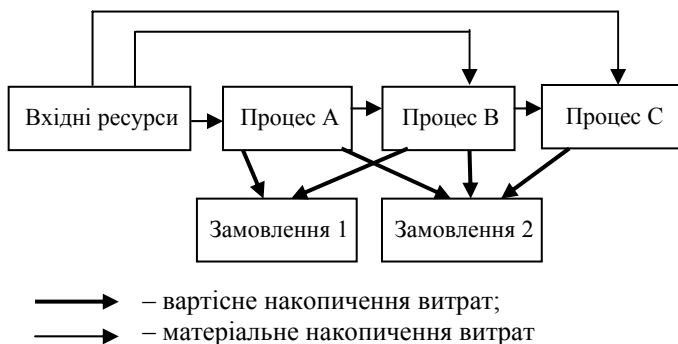 Вхідні ресурси
Процес А
Процес В
Процес С
Замовлення 1
Замовлення 2
– вартісне накопичення витрат;
– матеріальне накопичення витрат